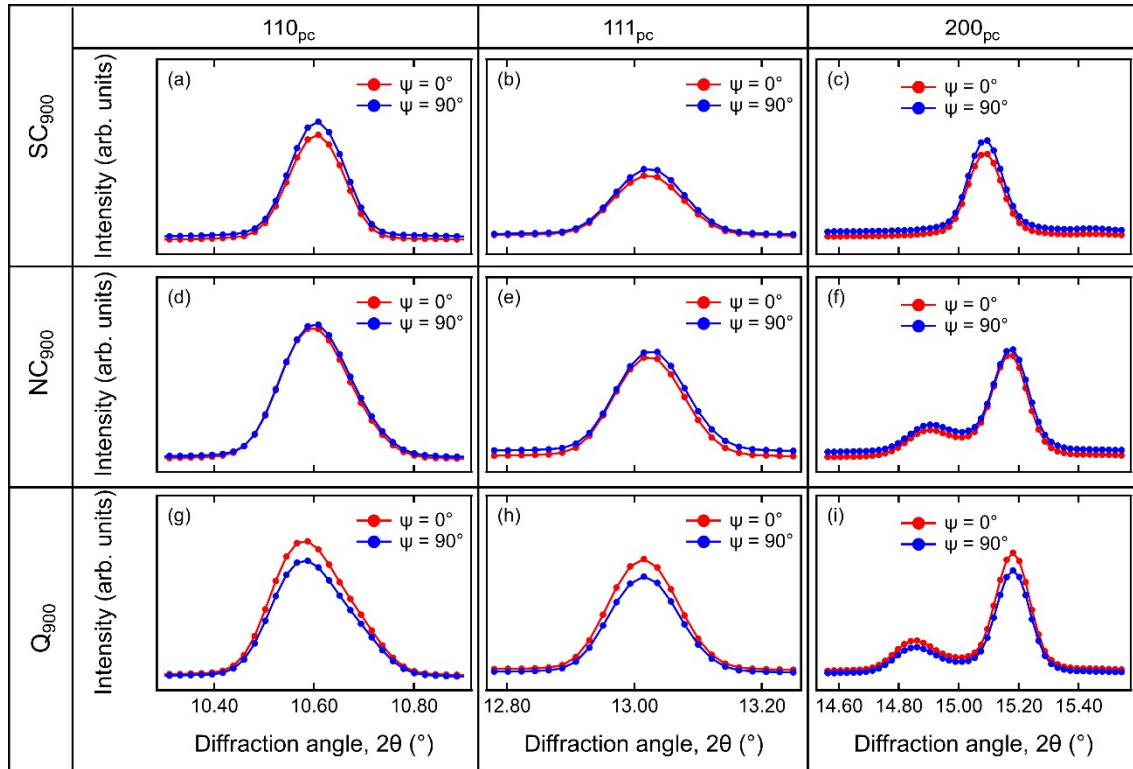 110pc 111pc 200pc
SC900
Intensity (arb. units)
(a) ψ = 0°
ψ = 90°
(b) ψ = 0°
ψ = 90°
(c) ψ = 0°
ψ = 90°
NC900
Intensity (arb. units)
(d) ψ = 0°
ψ = 90°
(e) ψ = 0°
ψ = 90°
(f) ψ = 0°
ψ = 90°
Q900
Intensity (arb. units)
(g) ψ = 0°
ψ = 90°
(h) ψ = 0°
ψ = 90°
(i) ψ = 0°
ψ = 90°
10.40 10.60 10.80 12.80 13.00 13.20 14.60 14.80 15.00 15.20 15.40
Diffraction angle, 2θ (°) Diffraction angle, 2θ (°) Diffraction angle, 2θ (°)